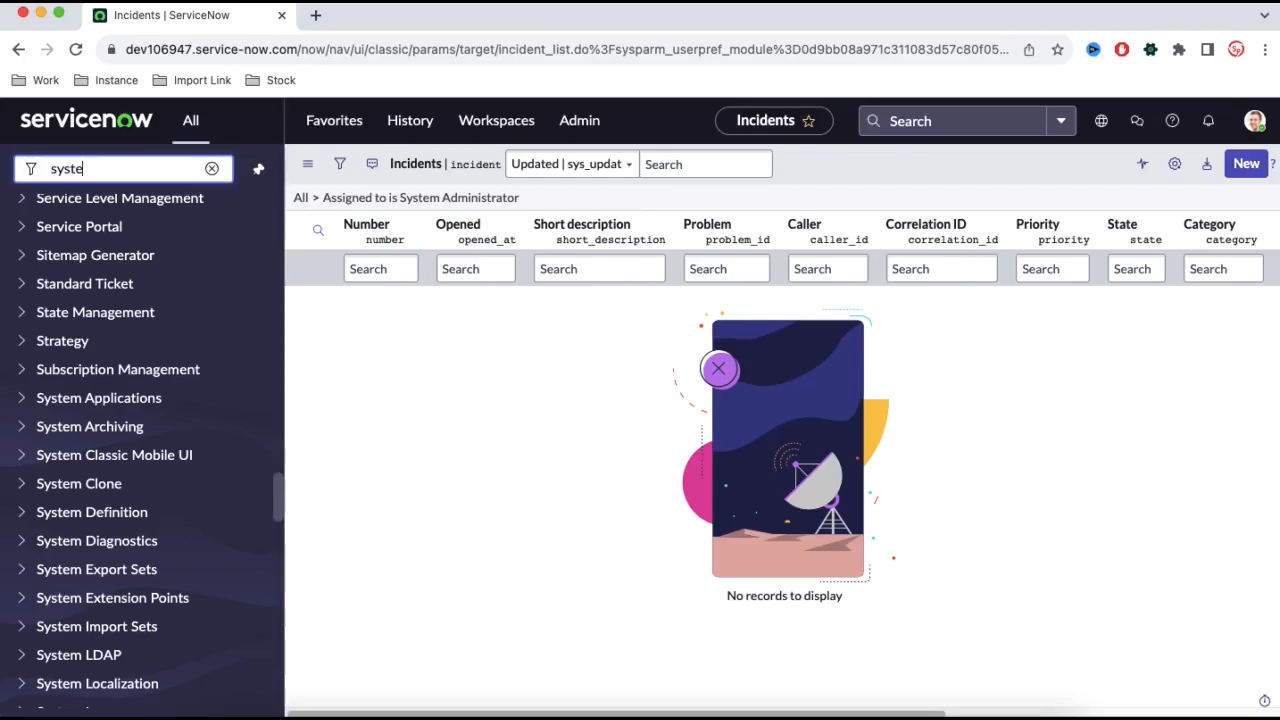 Incidents | ServiceNow
dev106947.service-now.com/now/nav/ui/classic/params/target/incident_list.do%3Fsysparm_userpref_module%3D0d9bb08a971c311083d57c80f05...
Work
Instance
Import Link
Stock
servicenow
All
Favorites
History
Workspaces
Admin
Incidents
Search
syste
Incidents | incident
Updated | sys_updat
Search
New
?
Service Level Management
Service Portal
Sitemap Generator
Standard Ticket
State Management
Strategy
Subscription Management
System Applications
System Archiving
System Classic Mobile UI
System Clone
System Definition
System Diagnostics
System Export Sets
System Extension Points
System Import Sets
System LDAP
System Localization
All > Assigned to is System Administrator
Number Opened Short description Problem Caller Correlation ID Priority State Category
number opened_at short_description problem_id caller_id correlation_id priority state category
Search Search Search Search Search Search Search Search Search
No records to display